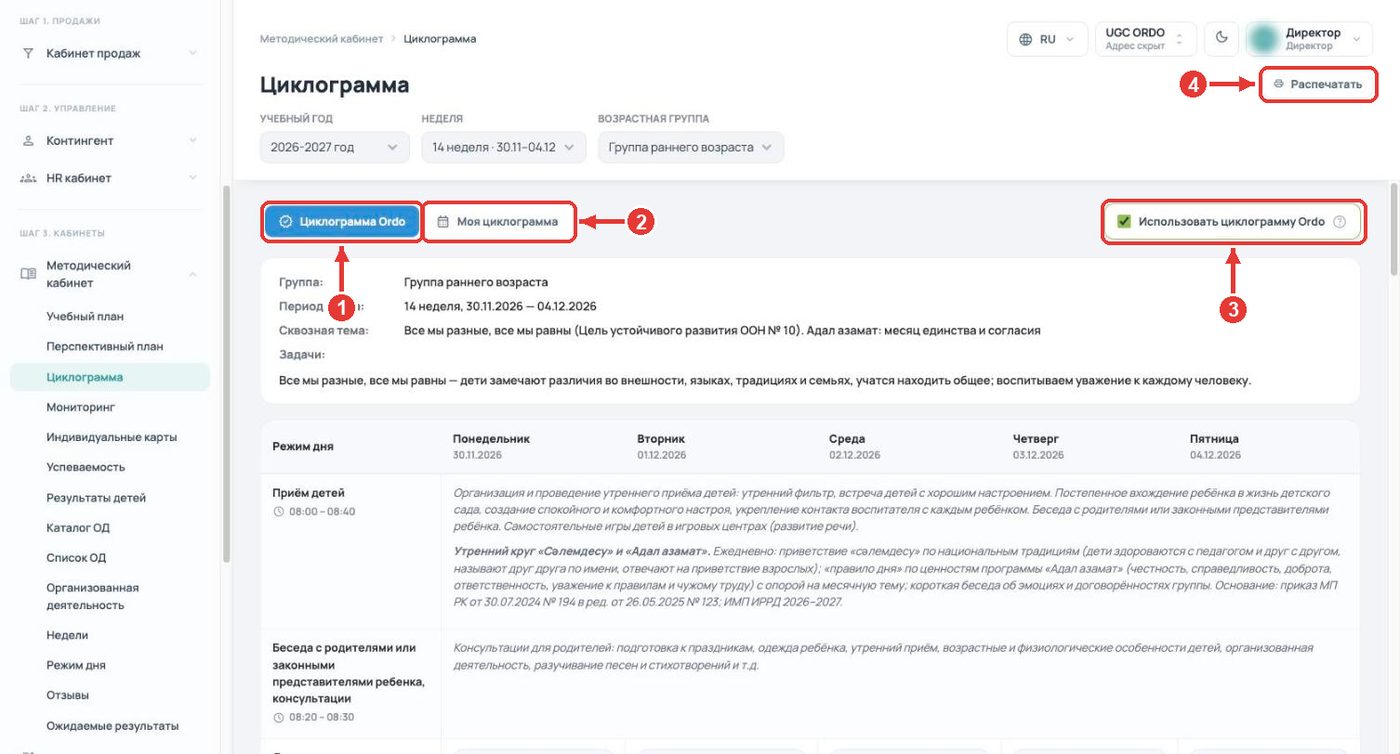 ШАГ 1. ПРОДАЖИ
Кабинет продаж
ШАГ 2. УПРАВЛЕНИЕ
Контингент
HR кабинет
ШАГ 3. КАБИНЕТЫ
Методический
кабинет
Учебный план
Перспективный план
Циклограмма
Мониторинг
Индивидуальные карты
Успеваемость
Результаты детей
Каталог ОД
Список ОД
Организованная
деятельность
Недели
Режим дня
Отзывы
Ожидаемые результаты
Методический кабинет > Циклограмма
RU
UGC ORDO
Адрес скрыт
Директор
Директор
Циклограмма
4
Распечатать
УЧЕБНЫЙ ГОД
НЕДЕЛЯ
ВОЗРАСТНАЯ ГРУППА
2026-2027 год
14 неделя · 30.11–04.12
Группа раннего возраста
Циклограмма Ordo
Моя циклограмма
2
Использовать циклограмму Ordo
1
3
Группа: Группа раннего возраста
Период 14 неделя, 30.11.2026 — 04.12.2026
Сквозная тема: Все мы разные, все мы равны (Цель устойчивого развития ООН № 10). Адал азамат: месяц единства и согласия
Задачи:
Все мы разные, все мы равны — дети замечают различия во внешности, языках, традициях и семьях, учатся находить общее; воспитываем уважение к каждому человеку.
Режим дня
Понедельник
30.11.2026
Вторник
01.12.2026
Среда
02.12.2026
Четверг
03.12.2026
Пятница
04.12.2026
Приём детей
08:00 – 08:40
Организация и проведение утреннего приёма детей: утренний фильтр, встреча детей с хорошим настроением. Постепенное вхождение ребёнка в жизнь детского
сада, создание спокойного и комфортного настроя, укрепление контакта воспитателя с каждым ребёнком. Беседа с родителями или законными представителями
ребёнка. Самостоятельные игры детей в игровых центрах (развитие речи).
Утренний круг «Сәлемдесу» и «Адал азамат». Ежедневно: приветствие «сәлемдесу» по национальным традициям (дети здороваются с педагогом и друг с другом,
называют друг друга по имени, отвечают на приветствие взрослых); «правило дня» по ценностям программы «Адал азамат» (честность, справедливость, доброта,
ответственность, уважение к правилам и чужому труду) с опорой на месячную тему; короткая беседа об эмоциях и договорённостях группы. Основание: приказ МП
РК от 30.07.2024 № 194 в ред. от 26.05.2025 № 123; ИМП ИРРД 2026–2027.
Беседа с родителями или
законными
представителями ребенка,
консультации
08:20 – 08:30
Консультации для родителей: подготовка к праздникам, одежда ребёнка, утренний приём, возрастные и физиологические особенности детей, организованная
деятельность, разучивание песен и стихотворений и т.д.